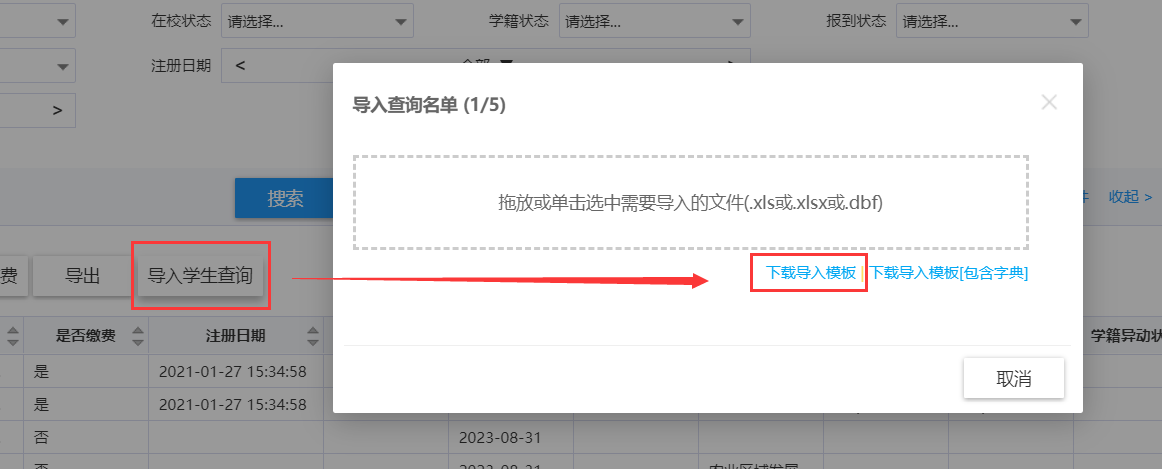 在校状态 请选择... 学籍状态 请选择... 报到状态 请选择...
注册日期 < >
>
导入查询名单 (1/5)
拖放或单击选中需要导入的文件(.xls或.xlsx或.dbf)
搜索 收起 >
费 导出 导入学生查询
下载导入模板 | 下载导入模板[包含字典]
是否缴费 注册日期 学籍异动状
是 2021-01-27 15:34:58
取消
是 2021-01-27 15:34:58
否 2023-08-31